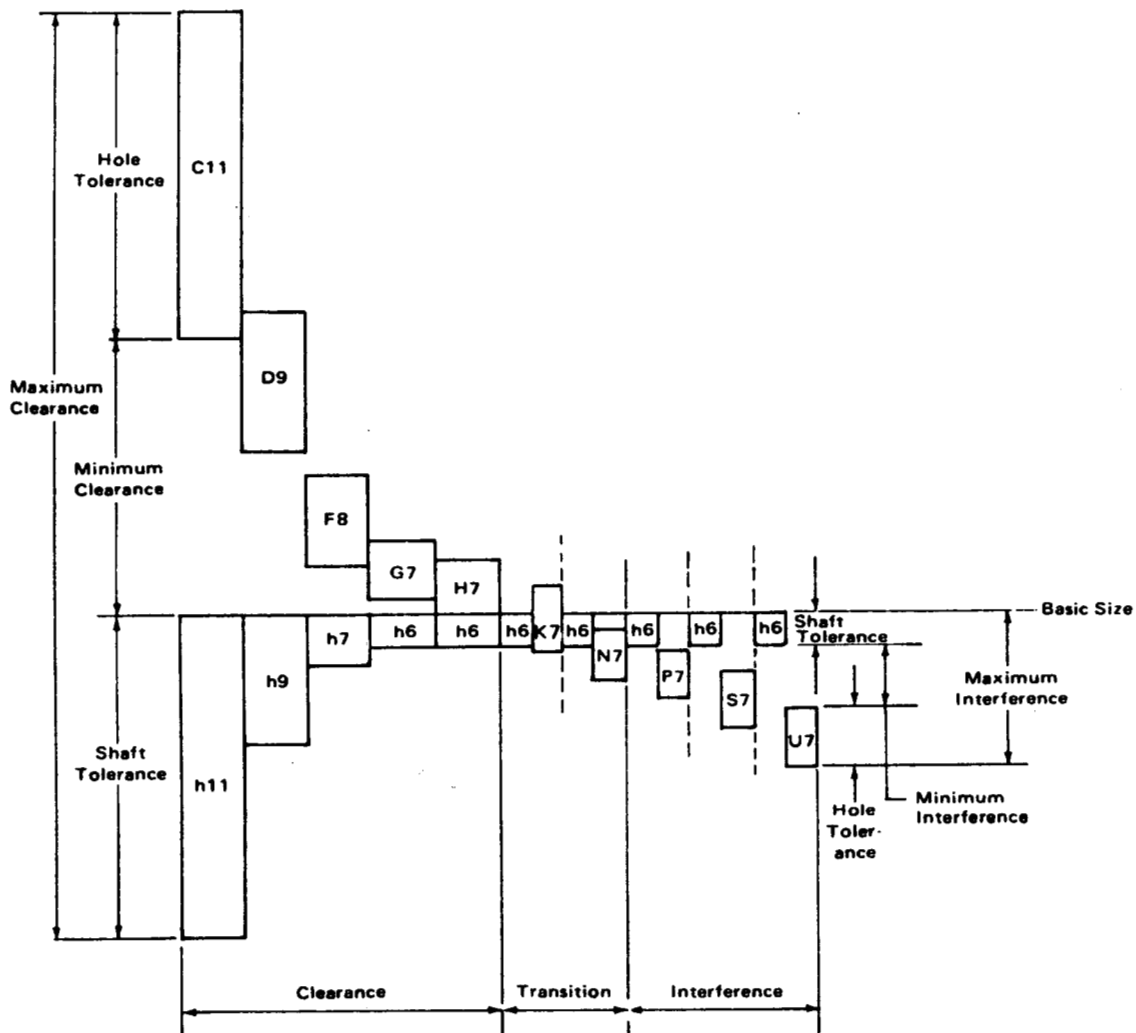 Hole
Tolerance
C11
D9
Maximum
Clearance
Minimum
Clearance
F8
G7
H7
Basic Size
h11
h9
h7
h6
h6
h6
K7
h6
N7
h6
P7
h6
S7
h6
U7
Shaft
Tolerance
Maximum
Interference
Shaft
Tolerance
Minimum
Interference
Hole
Toler-
ance
Clearance
Transition
Interference